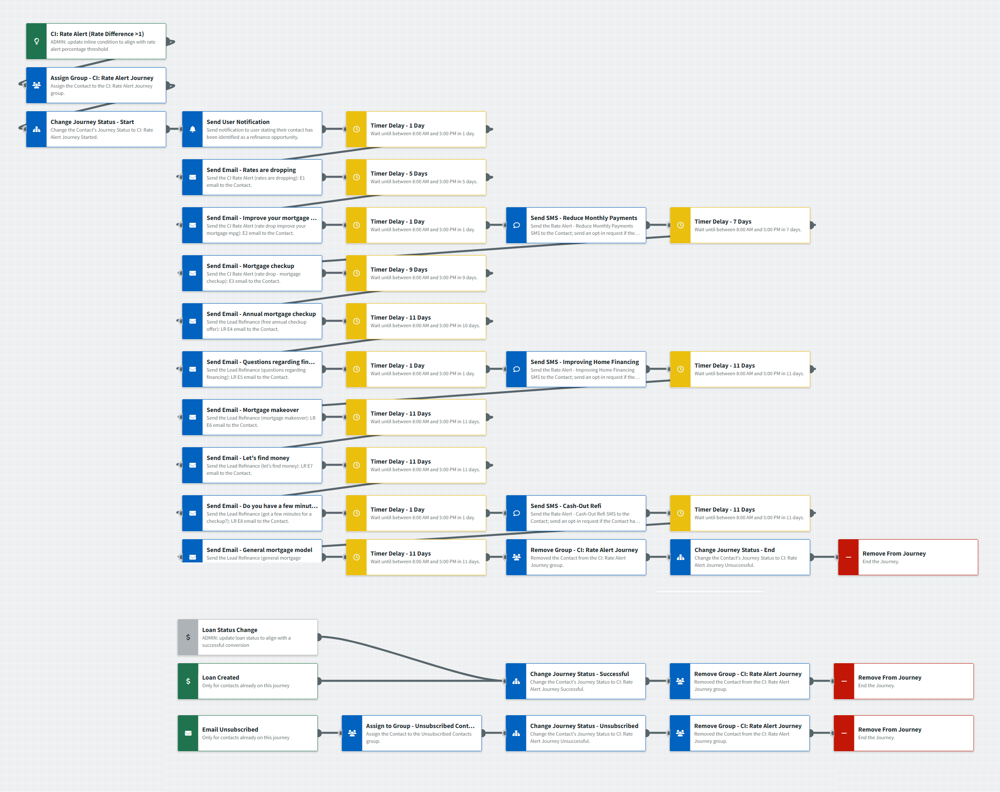 CI: Rate Alert (Rate Difference >1)
ADMIN: update inline condition to align with rate
alert percentage threshold
Assign Group - CI: Rate Alert Journey
Assign the Contact to the CI: Rate Alert Journey
group.
Change Journey Status - Start
Change the Contact's Journey Status to CI: Rate
Alert Journey Started.
Send User Notification
Send notification to user stating their contact has
been identified as a refinance opportunity.
Timer Delay - 1 Day
Wait until between 8:00 AM and 5:00 PM in 1 day.
Send Email - Rates are dropping
Send the CI Rate Alert (rates are dropping): E1
email to the Contact.
Timer Delay - 5 Days
Wait until between 8:00 AM and 5:00 PM in 5 days.
Send Email - Improve your mortgage ...
Send the CI Rate Alert (rate drop improve your
mortgage mpg): E2 email to the Contact.
Timer Delay - 1 Day
Wait until between 8:00 AM and 5:00 PM in 1 day.
Send SMS - Reduce Monthly Payments
Send the Rate Alert - Reduce Monthly Payments
SMS to the Contact; send an opt-in request if the...
Timer Delay - 7 Days
Wait until between 8:00 AM and 5:00 PM in 7 days.
Send Email - Mortgage checkup
Send the CI Rate Alert (rate drop - mortgage
checkup): E3 email to the Contact.
Timer Delay - 9 Days
Wait until between 8:00 AM and 5:00 PM in 9 days.
Send Email - Annual mortgage checkup
Send the Lead Refinance (free annual checkup
offer): LR E4 email to the Contact.
Timer Delay - 11 Days
Wait until between 8:00 AM and 5:00 PM in 10 days.
Send Email - Questions regarding fin...
Send the Lead Refinance (questions regarding
financing): LR E5 email to the Contact.
Timer Delay - 1 Day
Wait until between 8:00 AM and 5:00 PM in 1 day.
Send SMS - Improving Home Financing
Send the Rate Alert - Improving Home Financing
SMS to the Contact; send an opt-in request if the...
Timer Delay - 11 Days
Wait until between 8:00 AM and 5:00 PM in 11 days.
Send Email - Mortgage makeover
Send the Lead Refinance (mortgage makeover): LR
E6 email to the Contact.
Timer Delay - 11 Days
Wait until between 8:00 AM and 5:00 PM in 11 days.
Send Email - Let's find money
Send the Lead Refinance (let's find money): LR E7
email to the Contact.
Timer Delay - 11 Days
Wait until between 8:00 AM and 5:00 PM in 11 days.
Send Email - Do you have a few minut...
Send the Lead Refinance (got a few minutes for a
checkup?): LR E8 email to the Contact.
Timer Delay - 1 Day
Wait until between 8:00 AM and 5:00 PM in 1 day.
Send SMS - Cash-Out Refi
Send the Rate Alert - Cash-Out Refi SMS to the
Contact; send an opt-in request if the Contact ha...
Timer Delay - 11 Days
Wait until between 8:00 AM and 5:00 PM in 11 days.
Send Email - General mortgage model
Send the Lead Refinance (general mortgage
Timer Delay - 11 Days
Wait until between 8:00 AM and 5:00 PM in 11 days.
Remove Group - CI: Rate Alert Journey
Removed the Contact from the CI: Rate Alert
Journey group.
Change Journey Status - End
Change the Contact's Journey Status to CI: Rate
Alert Journey Unsuccessful.
Remove From Journey
End the Journey.
Loan Status Change
ADMIN: update loan status to align with a
successful conversion
Loan Created
Only for contacts already on this journey
Change Journey Status - Successful
Change the Contact's Journey Status to CI: Rate
Alert Journey Successful.
Remove Group - CI: Rate Alert Journey
Removed the Contact from the CI: Rate Alert
Journey group.
Remove From Journey
End the Journey.
Email Unsubscribed
Only for contacts already on this journey
Assign to Group - Unsubscribed Cont...
Assign the Contact to the Unsubscribed Contacts
group.
Change Journey Status - Unsubscribed
Change the Contact's Journey Status to CI: Rate
Alert Journey Unsuccessful.
Remove Group - CI: Rate Alert Journey
Removed the Contact from the CI: Rate Alert
Journey group.
Remove From Journey
End the Journey.